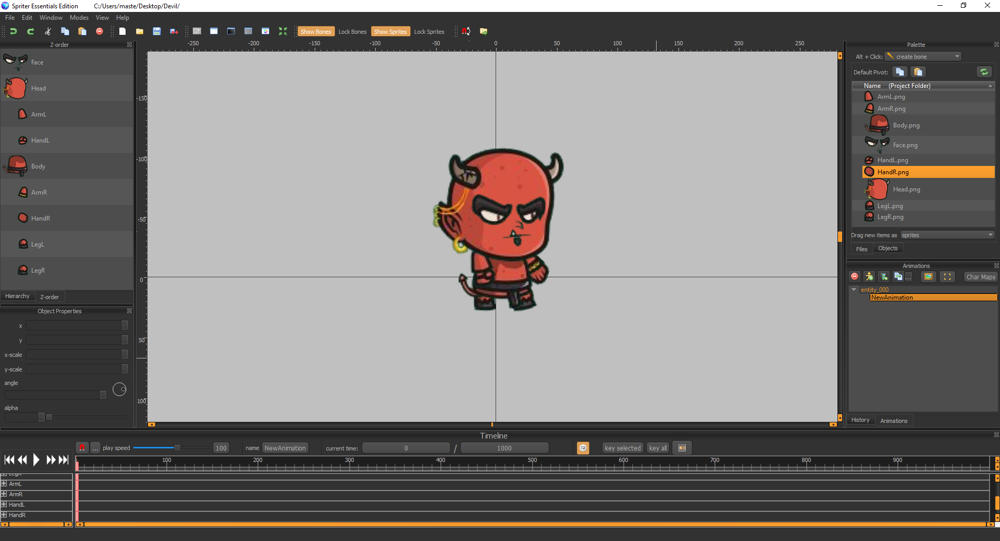 Spriter Essentials Edition C:/Users/maste/Desktop/Devil/
File Edit Window Modes View Help
Show Bones Lock Bones Show Sprites Lock Sprites
Z-order
Face
Head
ArmL
HandL
Body
ArmR
HandR
LegL
LegR
Hierarchy Z-order
Object Properties
x
y
x-scale
y-scale
angle
alpha
-250 -200 -150 -100 -50 0 50 100 150 200 250
-150
-100
-50
0
50
100
Palette
Alt + Click: create bone
Default Pivot:
Name (Project Folder)
ArmL.png
ArmR.png
Body.png
Face.png
HandL.png
HandR.png
Head.png
LegL.png
LegR.png
Drag new items as sprites
Files Objects
Animations
... Char Maps
entity_000
NewAnimation
History Animations
Timeline
... play speed 100 name NewAnimation current time: 0 / 1000 key selected key all
0 100 200 300 400 500 600 700 800 900
LegR
ArmL
ArmR
HandL
HandR